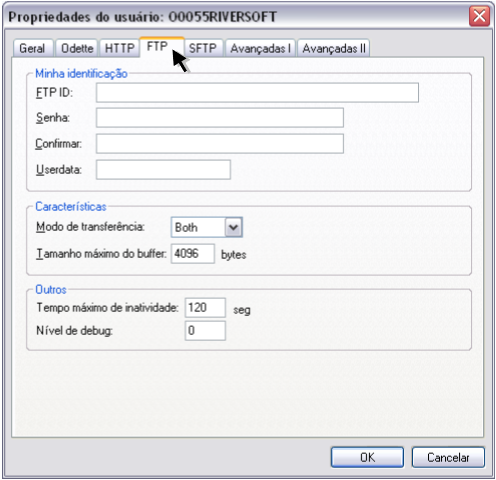 Propriedades do usuário: O0055RIVERSOFT
Geral Odette HTTP FTP SFTP Avançadas I Avançadas II
Minha identificação
FTP ID:
Senha:
Confirmar:
Userdata:
Características
Modo de transferência: Both
Tamanho máximo do buffer: 4096 bytes
Outros
Tempo máximo de inatividade: 120 seg
Nível de debug: 0
OK Cancelar